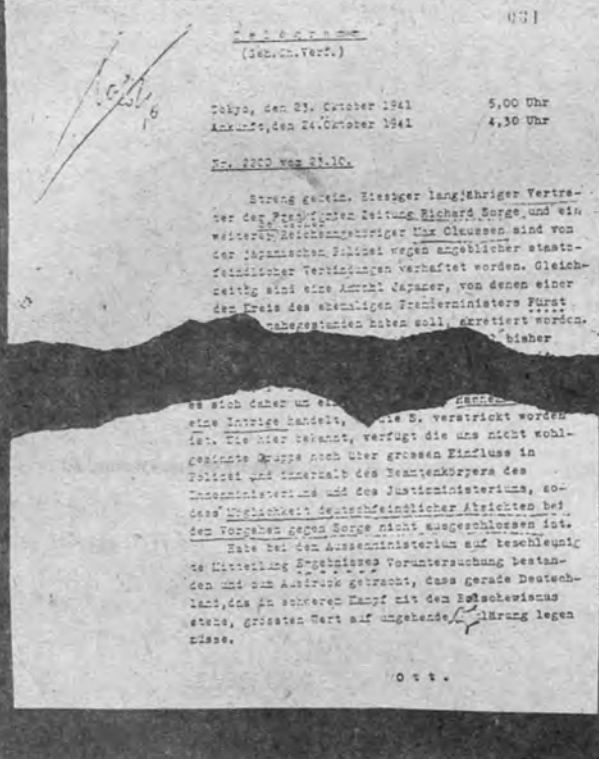 081
Telegramm
(Geh.Ch.Verf.)
Tokyo, den 23. Oktober 1941 5,00 Uhr
Ankunft, den 24. Oktober 1941 4,30 Uhr
Nr. 2200 vom 23.10.
Streng geheim. Hiesiger langjähriger Vertre-
ter der Frankfurter Zeitung Richard Sorge und ein
weiterer Reichsangehöriger Max Claussen sind von
der japanischen Polizei wegen angeblicher staats-
feindlicher Verbindungen verhaftet worden. Gleich-
zeitig sind eine Anzahl Japaner, von denen einer
dem Kreis des ehemaligen Premierministers Fürst
nahegestanden haben soll, arretiert worden.
bisher
es sich daher um ei
eine Intrige handelt, die S. verstrickt worden
ist. Wie hier bekannt, verfügt die uns nicht wohl-
gesinnte Gruppe noch über grossen Einfluss in
Polizei und innerhalb des Beamtenkörpers des
Innenministeriums und des Justizministeriums, so-
dass Möglichkeit deutschfeindlicher Absichten bei
dem Vorgehen gegen Sorge nicht ausgeschlossen ist.
Habe bei dem Aussenministerium auf beschleunig
te Mitteilung Ergebnisses Voruntersuchung bestan-
den und zum Ausdruck gebracht, dass gerade Deutsch-
land, das in schwerem Kampf mit dem Bolschewismus
stehe, grössten Wert auf umgehende klärung legen
müsse.
Ott.